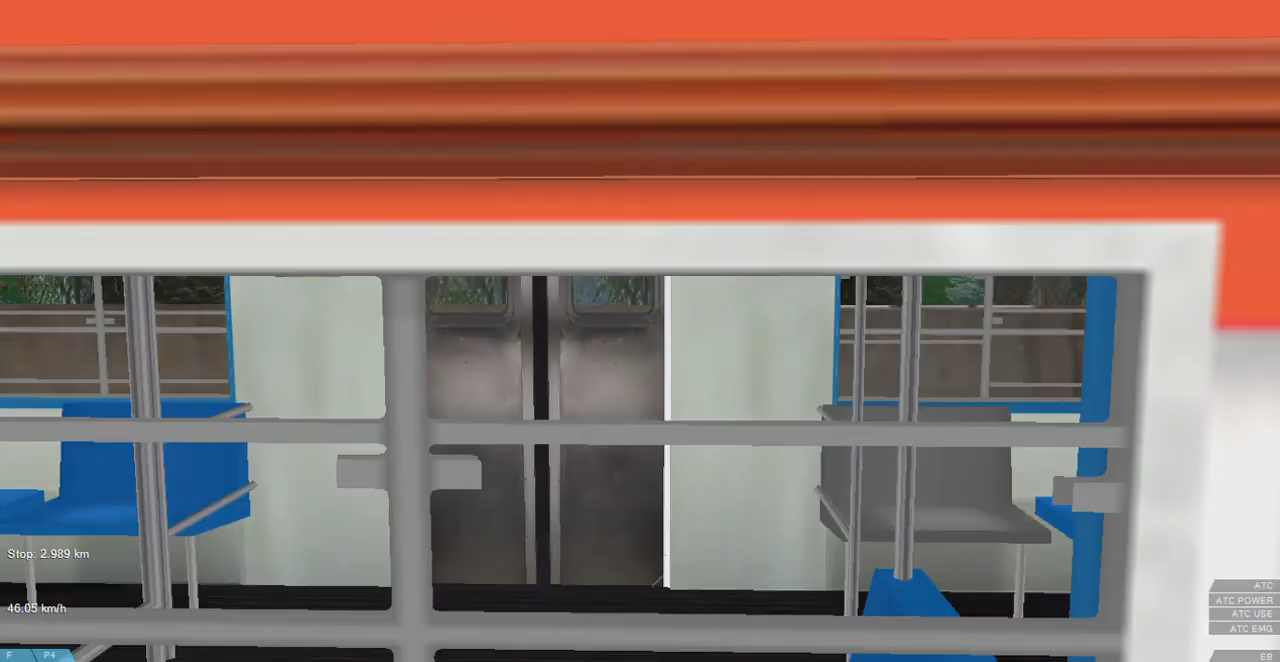 Stop: 2.989 km
46.05 km/h
F P4
ATC
ATC POWER
ATC USE
ATC EMG
EB